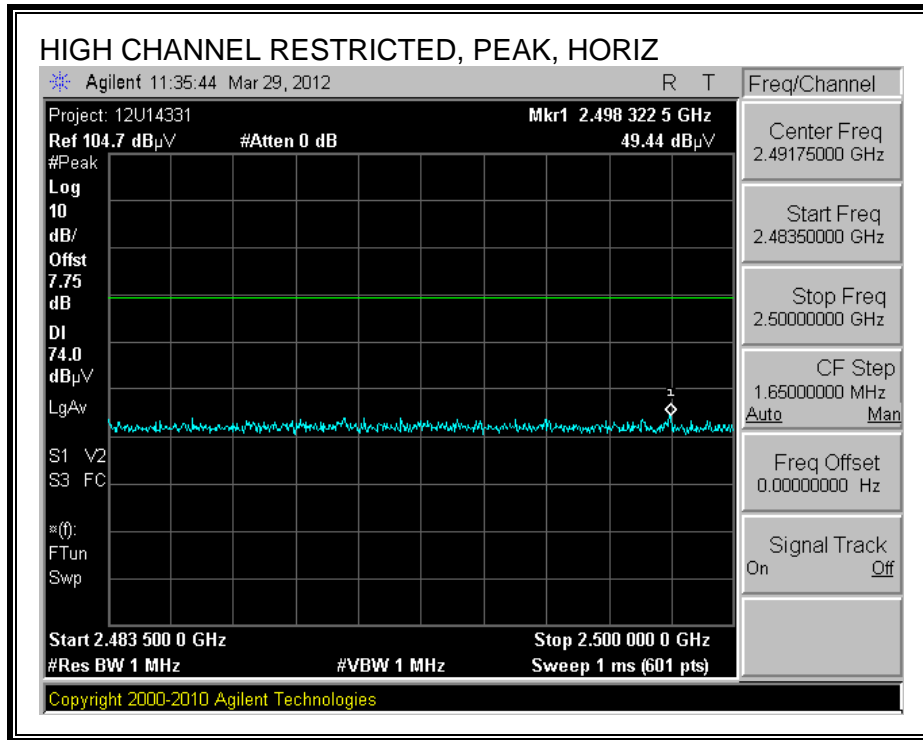 HIGH CHANNEL RESTRICTED, PEAK, HORIZ
Agilent 11:35:44 Mar 29, 2012 R T
Project: 12U14331 Mkr1 2.498 322 5 GHz
Ref 104.7 dBµV #Atten 0 dB 49.44 dBµV
#Peak
Log
10
dB/
Offst
7.75
dB
DI
74.0
dBµV
LgAv
1
S1 V2
S3 FC
¤(f):
FTun
Swp
Start 2.483 500 0 GHz Stop 2.500 000 0 GHz
#Res BW 1 MHz #VBW 1 MHz Sweep 1 ms (601 pts)
Copyright 2000-2010 Agilent Technologies
Freq/Channel
Center Freq
2.49175000 GHz
Start Freq
2.48350000 GHz
Stop Freq
2.50000000 GHz
CF Step
1.65000000 MHz
Auto Man
Freq Offset
0.00000000 Hz
Signal Track
On Off